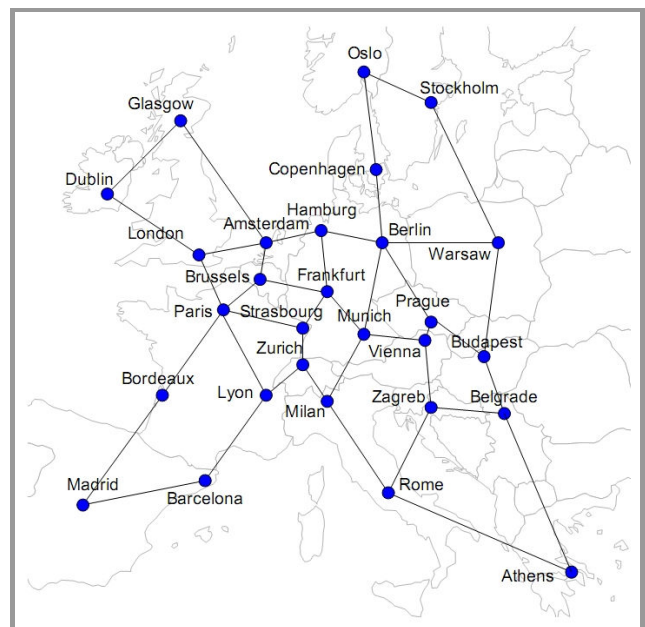 Oslo
Stockholm
Glasgow
Copenhagen
Dublin
Hamburg
Amsterdam
London
Berlin
Warsaw
Brussels
Frankfurt
Paris
Strasbourg
Munich
Prague
Zurich
Vienna
Budapest
Bordeaux
Lyon
Milan
Zagreb
Belgrade
Madrid
Barcelona
Rome
Athens